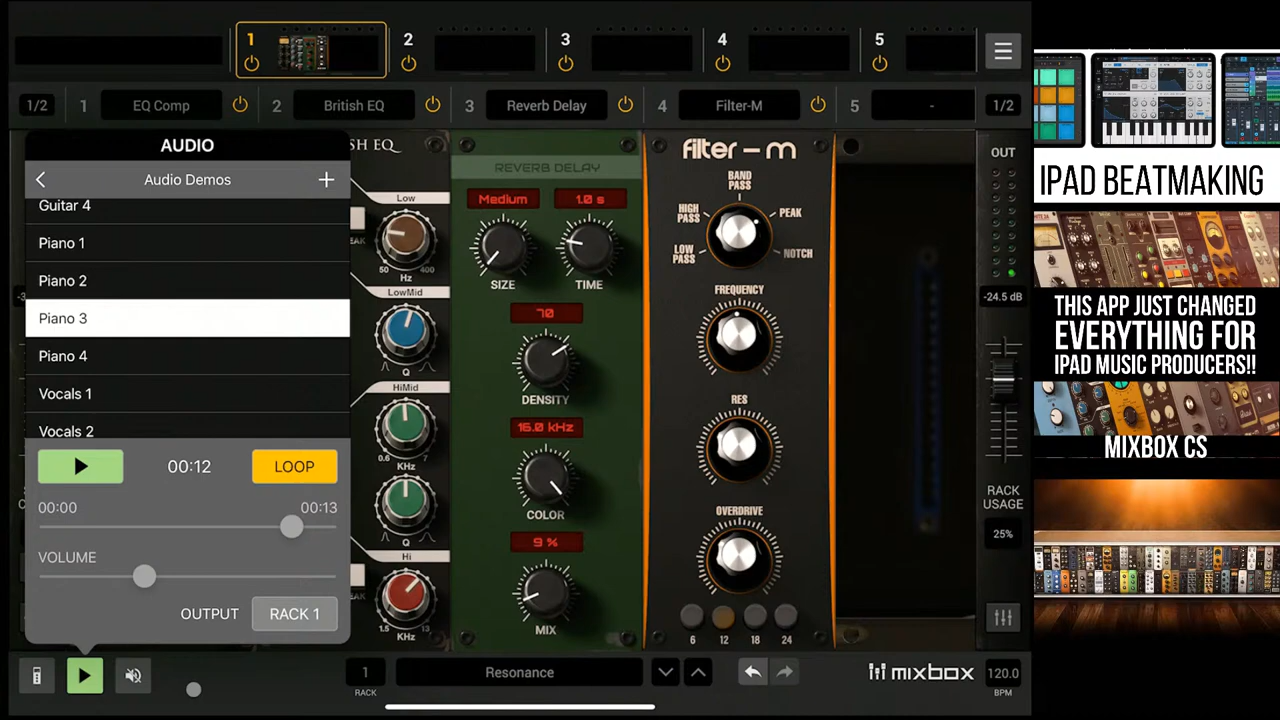 1
2
3
4
5
1/2
1
EQ Comp
2
British EQ
3
Reverb Delay
4
Filter-M
5
-
1/2
AUDIO
Audio Demos
+
Guitar 4
Piano 1
Piano 2
Piano 3
Piano 4
Vocals 1
Vocals 2
00:12
LOOP
00:00
00:13
VOLUME
OUTPUT
RACK 1
SH EQ
Low
50
400
Hz
LowMid
Q
HiMid
0.6
7
KHz
Q
Hi
1.5
13
KHz
REVERB DELAY
Medium
1.0 s
SIZE
TIME
70
DENSITY
16.0 kHz
COLOR
9 %
MIX
filter-m
BAND
PASS
HIGH
PASS
PEAK
LOW
PASS
NOTCH
FREQUENCY
RES
OVERDRIVE
6
12
18
24
OUT
-24.5 dB
RACK
USAGE
25%
1
RACK
Resonance
mixbox
120.0
BPM
IPAD BEATMAKING
THIS APP JUST CHANGED
EVERYTHING FOR
IPAD MUSIC PRODUCERS!!
MIXBOX CS